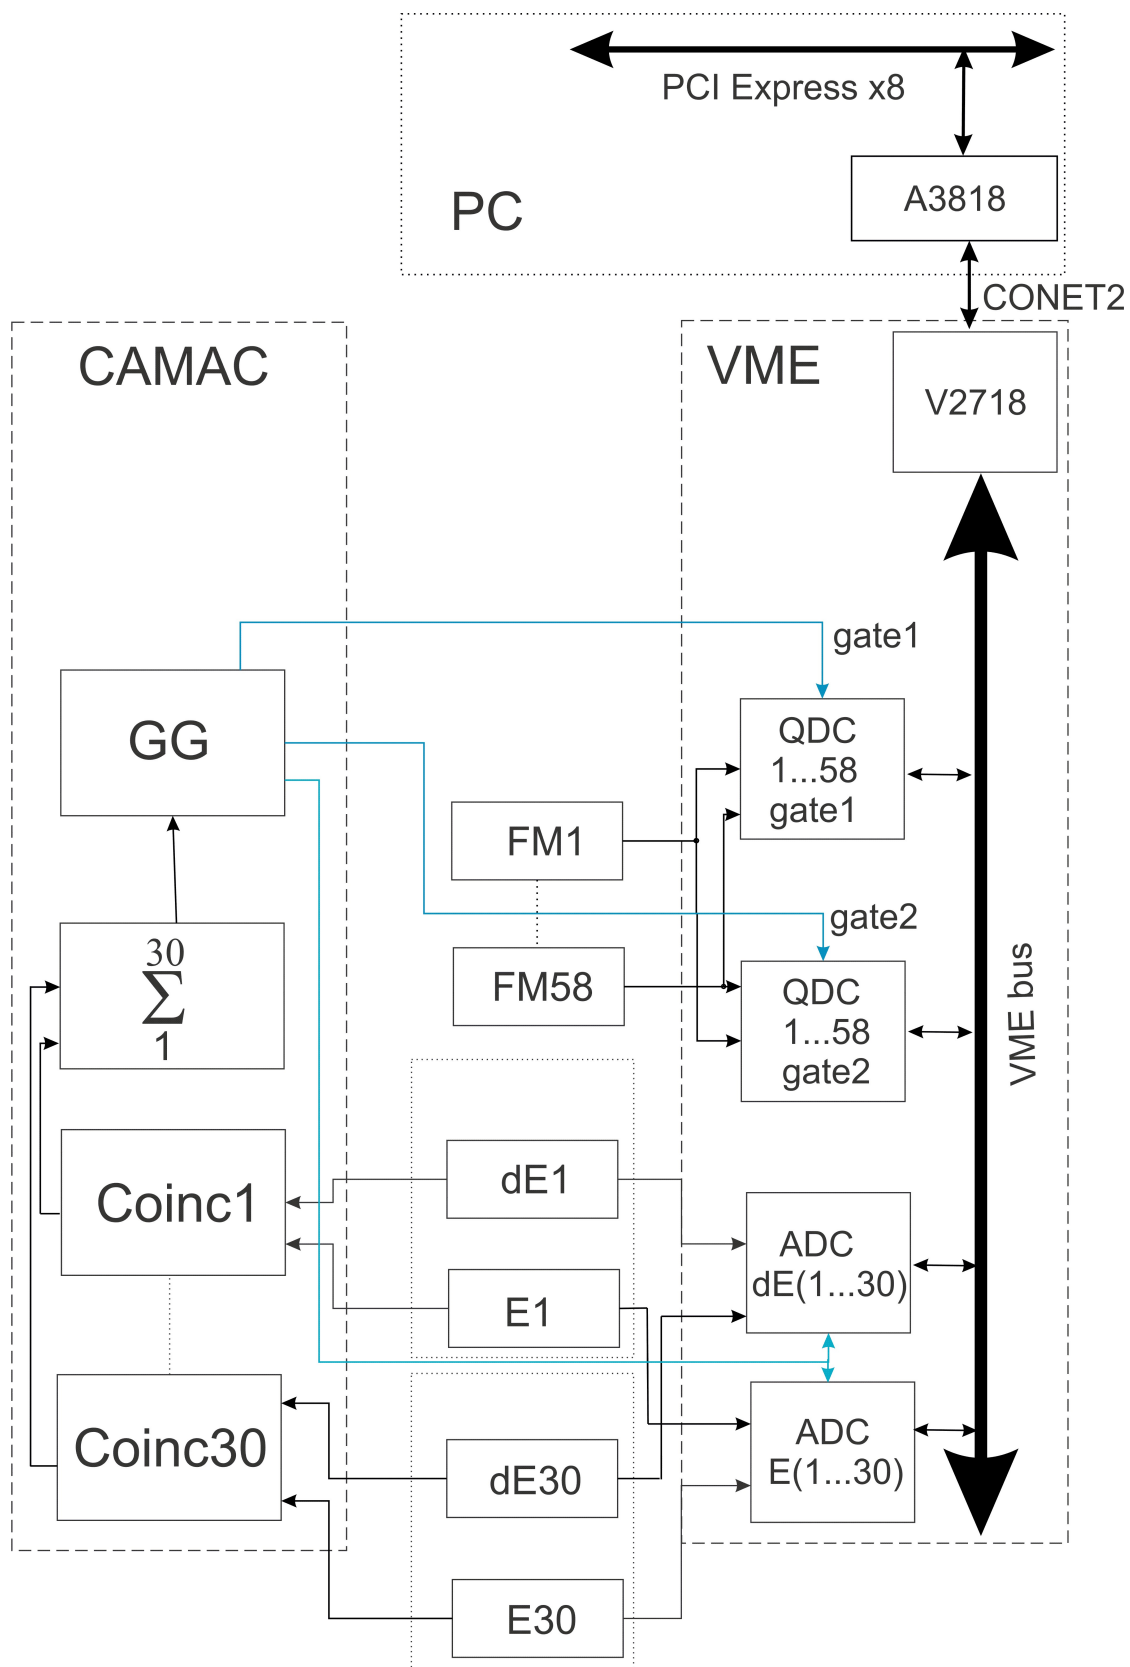 PCI Express x8
A3818
PC
CONET2
CAMAC
VME
V2718
gate1
GG
QDC
1...58
gate1
FM1
gate2
30
∑
1
FM58
QDC
1...58
gate2
VME bus
Coinc1
dE1
ADC
dE(1...30)
E1
Coinc30
dE30
ADC
E(1...30)
E30